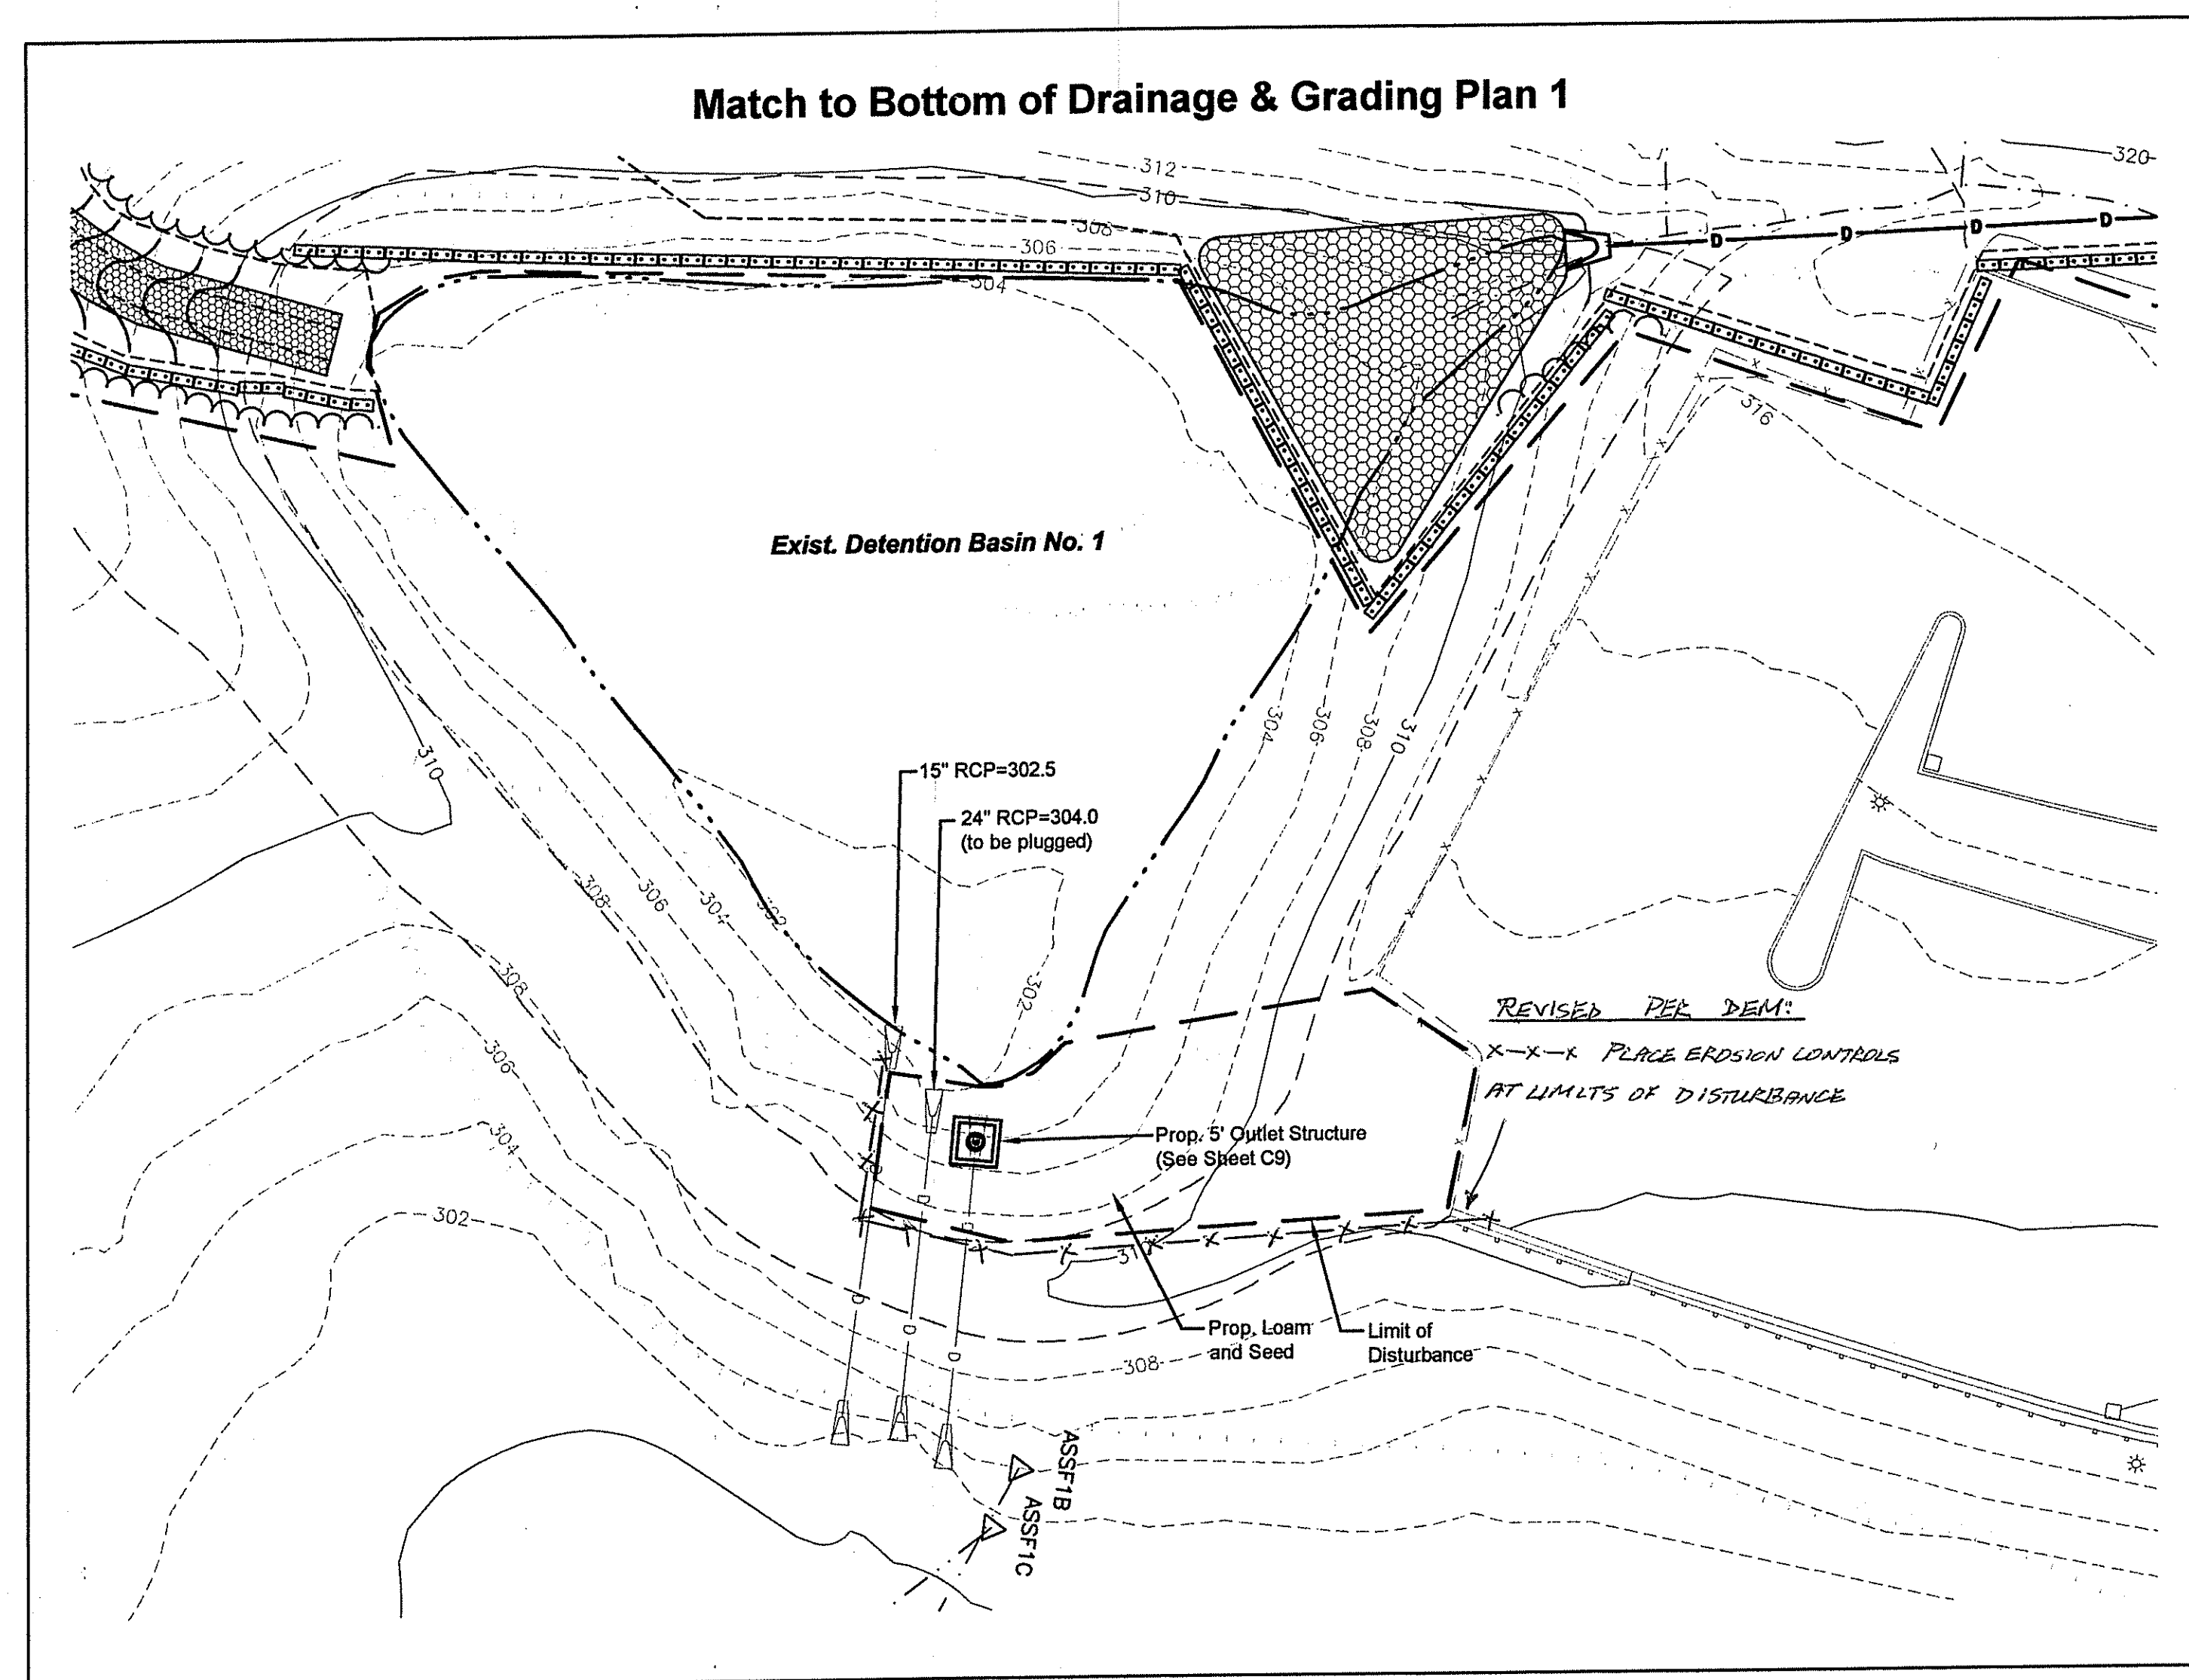 Match to Bottom of Drainage & Grading Plan 1
312
310
308
306
304
320
D
D
D
D
316
Exist. Detention Basin No. 1
310
304
306
308
310
15" RCP=302.5
24" RCP=304.0
(to be plugged)
308
306
304
302
302
308
306
304
302
REVISED PER DEM:
X-X-X PLACE EROSION CONTROLS
AT LIMITS OF DISTURBANCE
Prop. 5' Outlet Structure
(See Sheet C9)
D
D
D
D
D
310
Prop. Loam
and Seed
Limit of
Disturbance
308
ASSF1B
ASSF1C